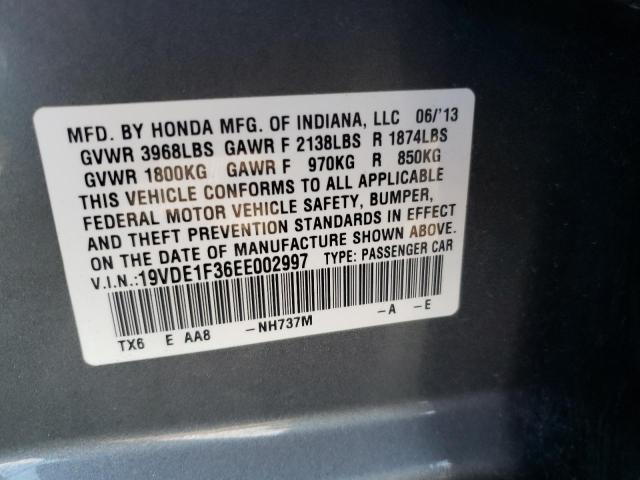 MFD. BY HONDA MFG. OF INDIANA, LLC 06/'13
GVWR 3968LBS GAWR F 2138LBS R 1874LBS
GVWR 1800KG GAWR F 970KG R 850KG
THIS VEHICLE CONFORMS TO ALL APPLICABLE
FEDERAL MOTOR VEHICLE SAFETY, BUMPER,
AND THEFT PREVENTION STANDARDS IN EFFECT
ON THE DATE OF MANUFACTURE SHOWN ABOVE.
V.I.N.:19VDE1F36EE002997 TYPE: PASSENGER CAR
TX6 E AA8 -NH737M -A -E